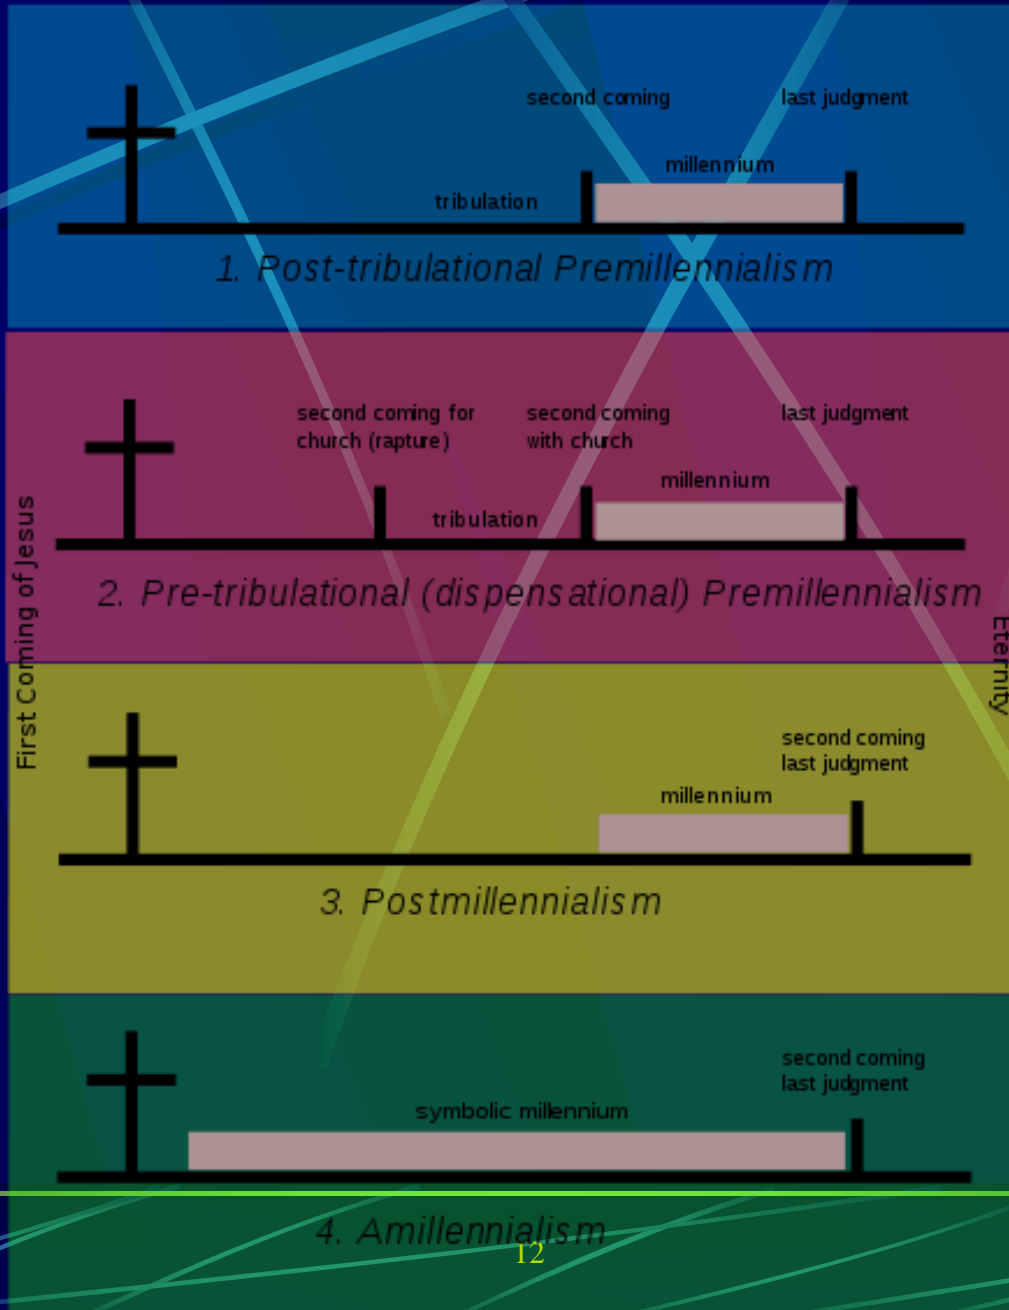 second coming
last judgment
millennium
tribulation
1. Post-tribulational Premillennialism
second coming for
church (rapture)
second coming
with church
last judgment
millennium
tribulation
2. Pre-tribulational (dispensational) Premillennialism
First Coming of Jesus
Eternity
second coming
last judgment
millennium
3. Postmillennialism
second coming
last judgment
symbolic millennium
4. Amillennialism
12